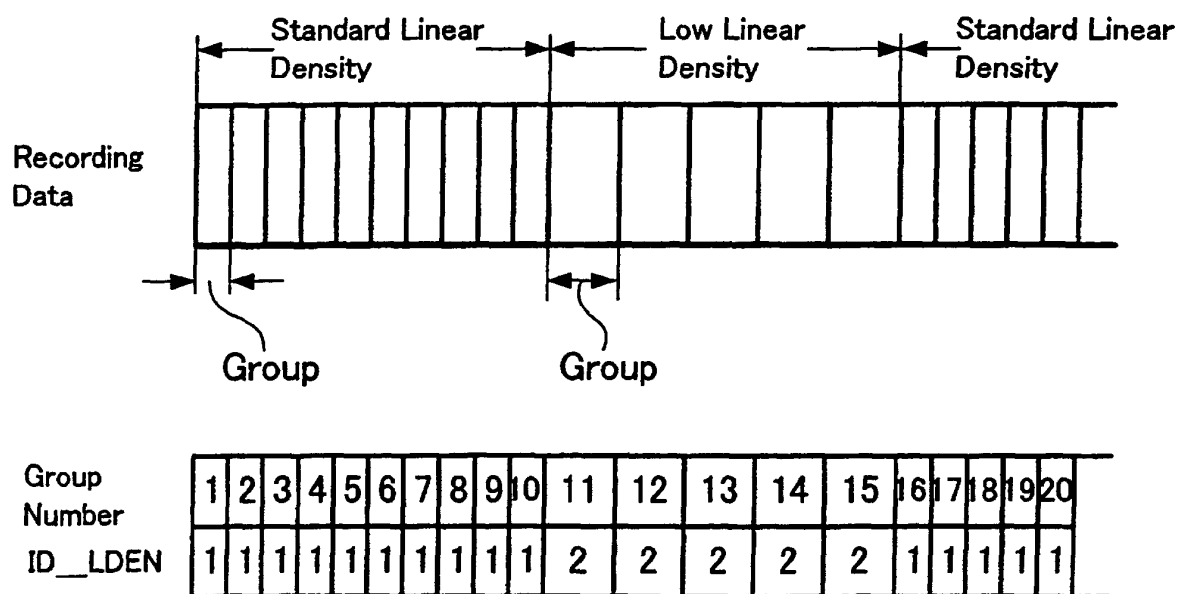 Standard Linear Density
Low Linear Density
Standard Linear Density
Recording Data
Group
Group
Group Number 1 2 3 4 5 6 7 8 9 10 11 12 13 14 15 16 17 18 19 20
ID__LDEN 1 1 1 1 1 1 1 1 1 1 2 2 2 2 2 1 1 1 1 1